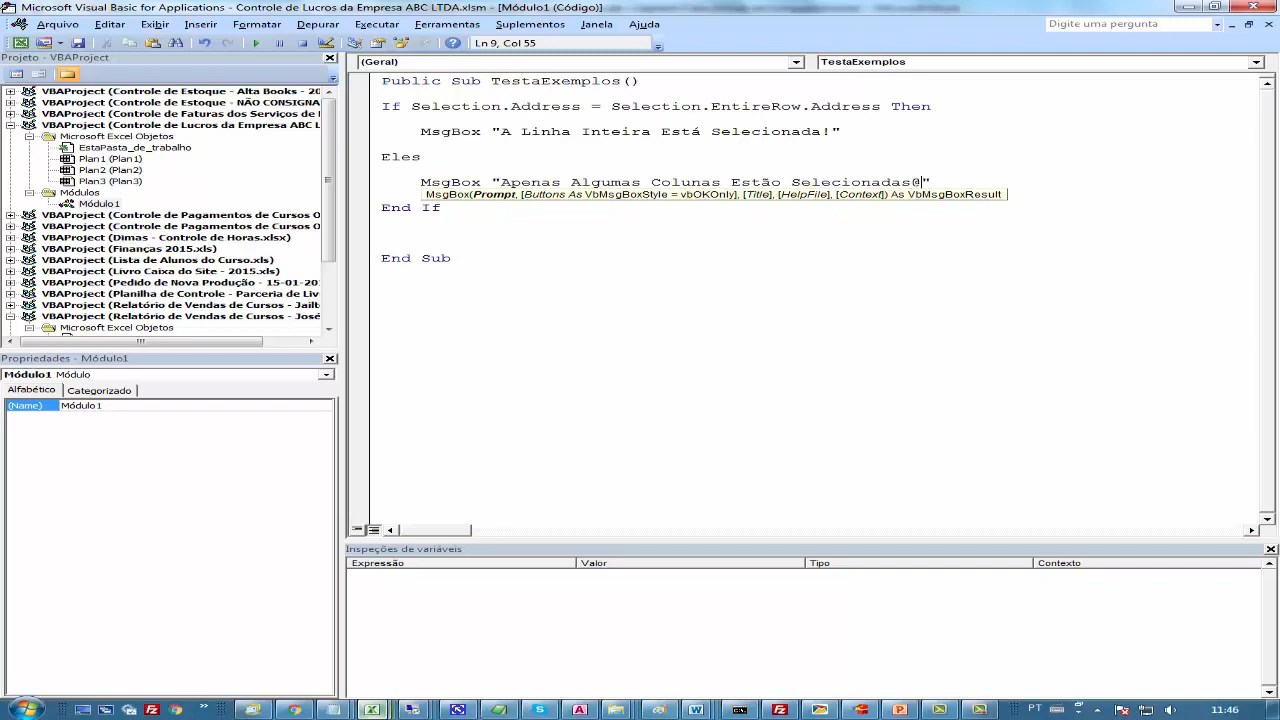 Microsoft Visual Basic for Applications - Controle de Lucros da Empresa ABC LTDA.xlsm - [Módulo1 (Código)]
Arquivo Editar Exibir Inserir Formatar Depurar Executar Ferramentas Suplementos Janela Ajuda
Digite uma pergunta
Ln 9, Col 55
Projeto - VBAProject
VBAProject (Controle de Estoque - Alta Books - 2
VBAProject (Controle de Estoque - NÃO CONSIGNA
VBAProject (Controle de Faturas dos Serviços de
VBAProject (Controle de Lucros da Empresa ABC L
Microsoft Excel Objetos
EstaPasta_de_trabalho
Plan1 (Plan1)
Plan2 (Plan2)
Plan3 (Plan3)
Módulos
Módulo1
VBAProject (Controle de Pagamentos de Cursos O
VBAProject (Controle de Pagamentos de Cursos O
VBAProject (Dimas - Controle de Horas.xlsx)
VBAProject (Finanças 2015.xls)
VBAProject (Lista de Alunos do Curso.xls)
VBAProject (Livro Caixa do Site - 2015.xls)
VBAProject (Pedido de Nova Produção - 15-01-20
VBAProject (Planilha de Controle - Parceria de Liv
VBAProject (Relatório de Vendas de Cursos - Jailt
VBAProject (Relatório de Vendas de Cursos - José
Microsoft Excel Objetos
Propriedades - Módulo1
Módulo1 Módulo
Alfabético Categorizado
(Name) Módulo1
(Geral)
TestaExemplos
Public Sub TestaExemplos()
If Selection.Address = Selection.EntireRow.Address Then
MsgBox "A Linha Inteira Está Selecionada!"
Eles
MsgBox "Apenas Algumas Colunas Estão Selecionadas@"
MsgBox(Prompt, [Buttons As VbMsgBoxStyle = vbOKOnly], [Title], [HelpFile], [Context]) As VbMsgBoxResult
End If
End Sub
Inspeções de variáveis
Expressão Valor Tipo Contexto
PT
11:46